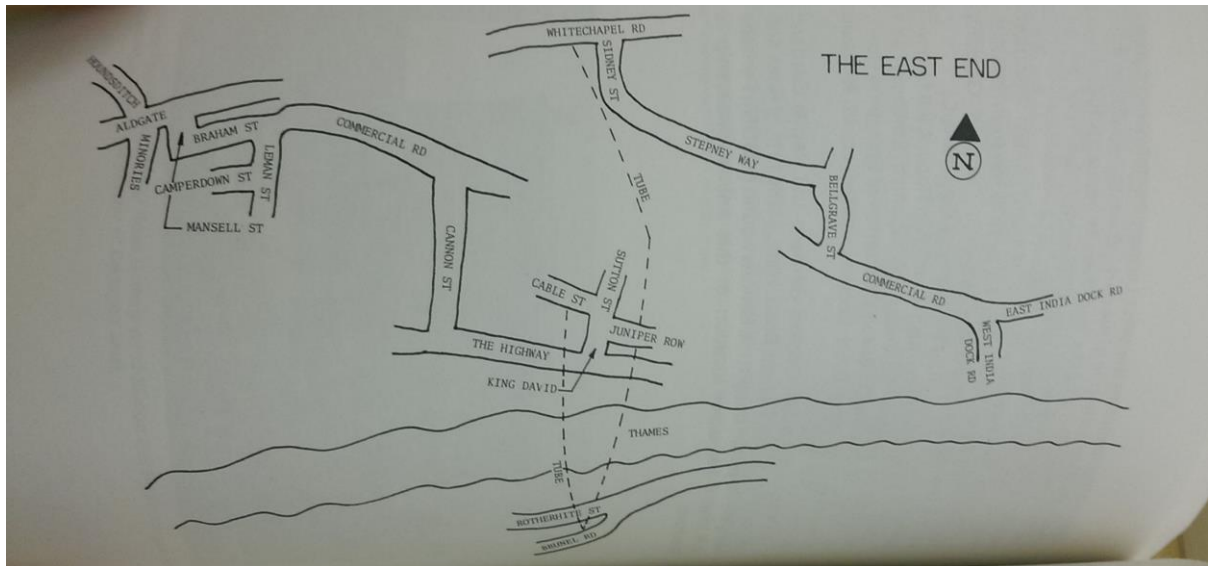 WHITECHAPEL RD
THE EAST END
N
HOUNDSDITCH
ALDGATE
MINORIES
BRAHAM ST
CAMPERDOWN ST
LEMAN ST
MANSELL ST
COMMERCIAL RD
SIDNEY ST
STEPNEY WAY
TUBE
BELLGRAVE ST
CANNON ST
SUTTON ST
CABLE ST
COMMERCIAL RD
EAST INDIA DOCK RD
WEST INDIA
DOCK RD
THE HIGHWAY
JUNIPER ROW
KING DAVID
THAMES
TUBE
ROTHERHITE ST
BRUNEL RD